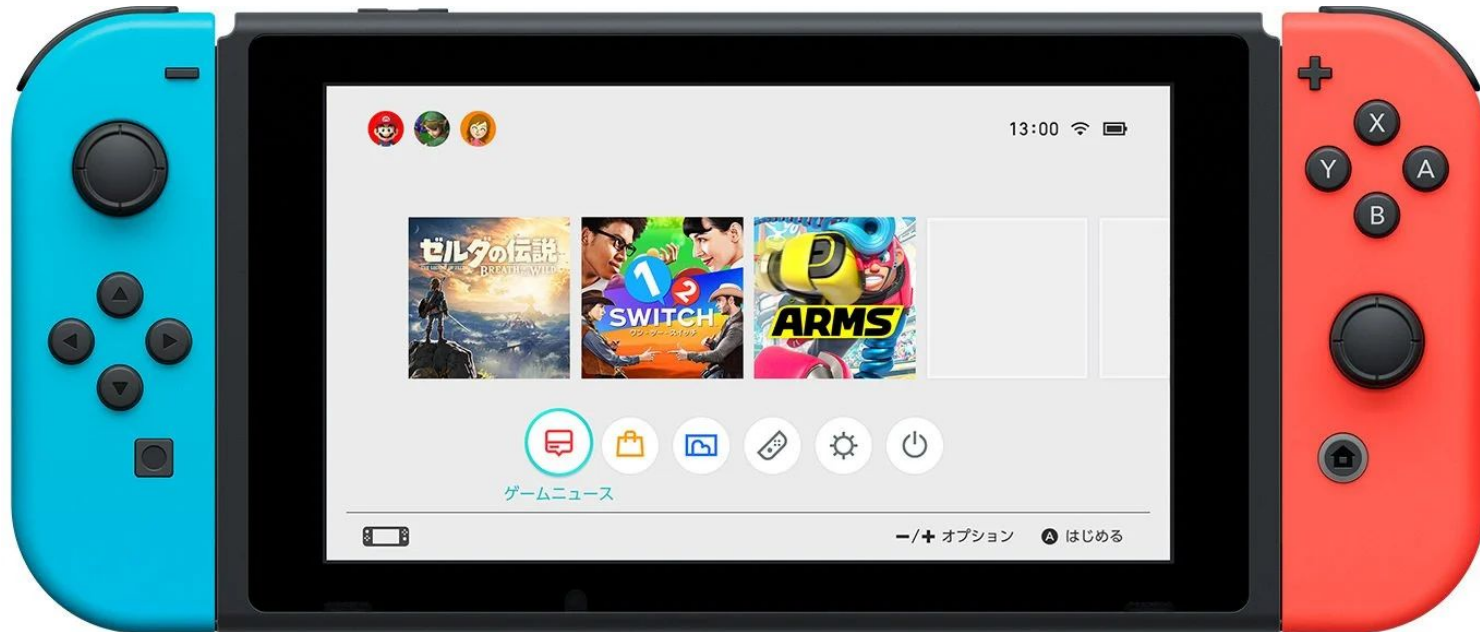 13:00
ゼルダの伝説
BREATH OF THE WILD
1 2
SWITCH
ワン・ツー・スイッチ
ARMS
ゲームニュース
−/+ オプション A はじめる
X
Y A
B